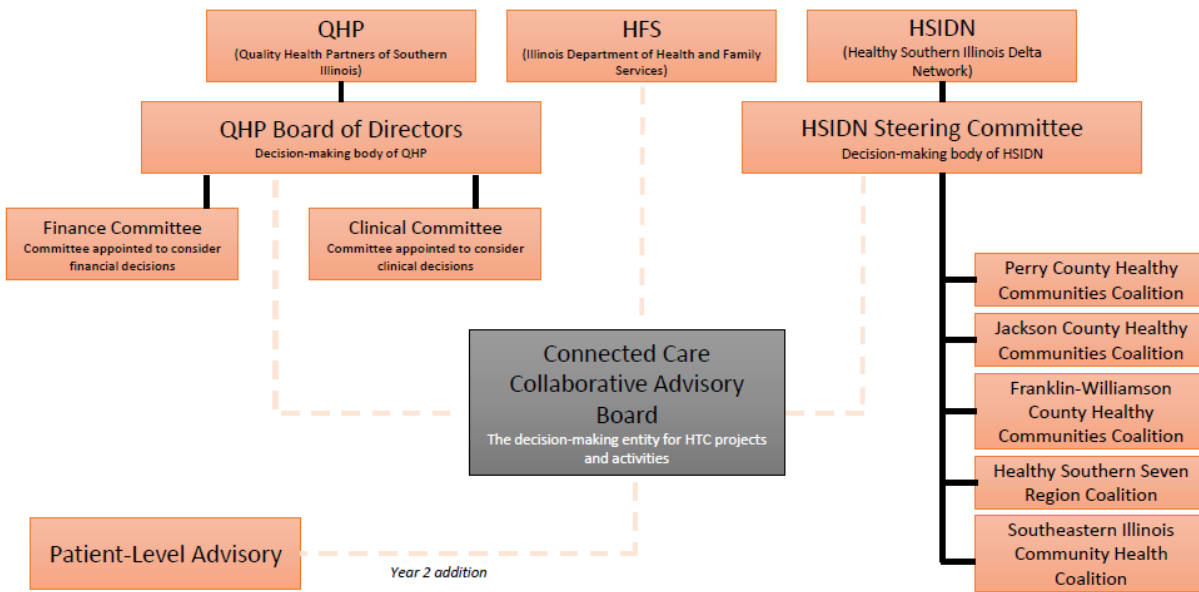 QHP
(Quality Health Partners of Southern
Illinois)
HFS
(Illinois Department of Health and Family
Services)
HSIDN
(Healthy Southern Illinois Delta
Network)
QHP Board of Directors
Decision-making body of QHP
HSIDN Steering Committee
Decision-making body of HSIDN
Finance Committee
Committee appointed to consider
financial decisions
Clinical Committee
Committee appointed to consider
clinical decisions
Perry County Healthy
Communities Coalition
Jackson County Healthy
Communities Coalition
Franklin-Williamson
County Healthy
Communities Coalition
Healthy Southern Seven
Region Coalition
Southeastern Illinois
Community Health
Coalition
Connected Care
Collaborative Advisory
Board
The decision-making entity for HTC projects
and activities
Patient-Level Advisory
Year 2 addition